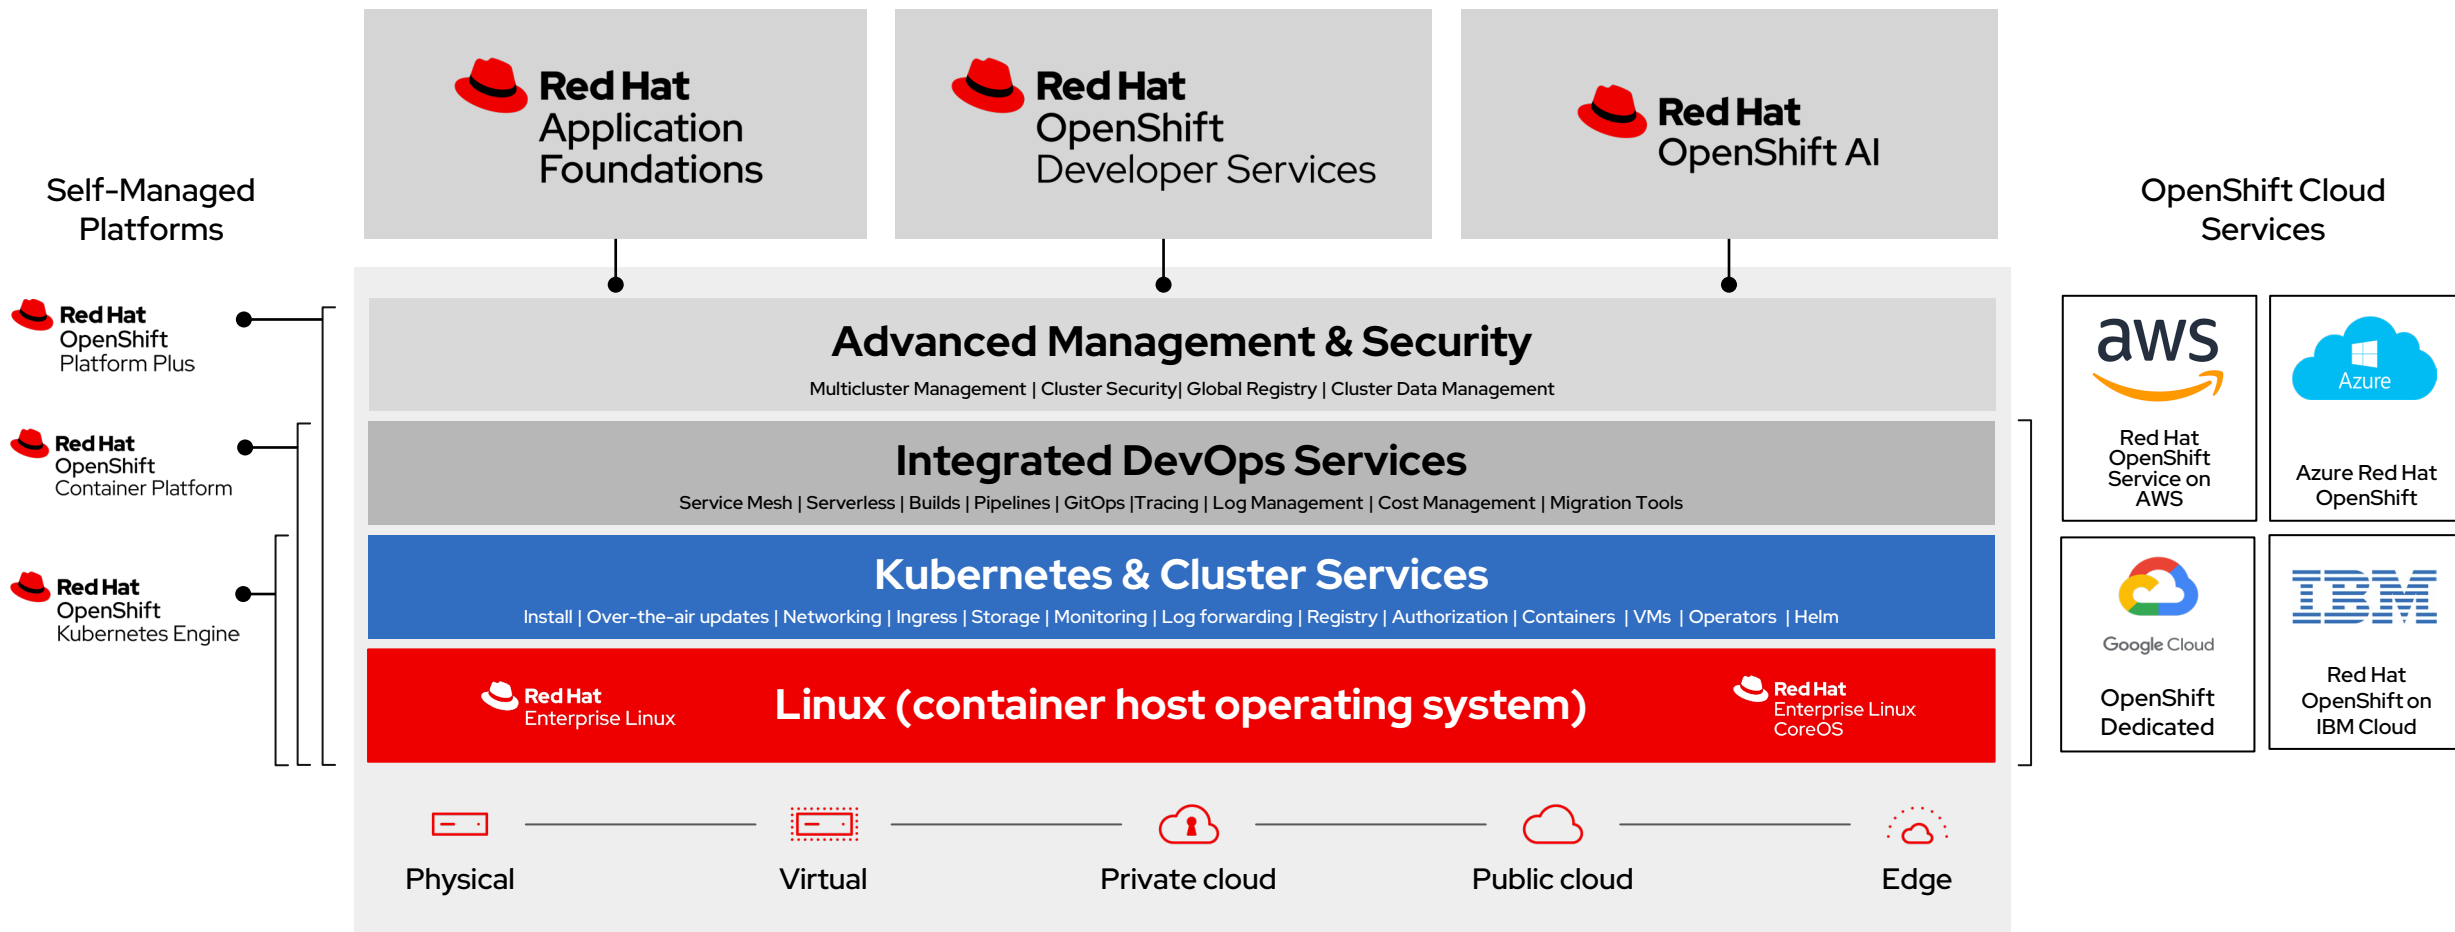 Red Hat
Application
Foundations
Red Hat
OpenShift
Developer Services
Red Hat
OpenShift AI
Self-Managed
Platforms
Red Hat
OpenShift
Platform Plus
Red Hat
OpenShift
Container Platform
Red Hat
OpenShift
Kubernetes Engine
Advanced Management & Security
Multicluster Management | Cluster Security| Global Registry | Cluster Data Management
Integrated DevOps Services
Service Mesh | Serverless | Builds | Pipelines | GitOps |Tracing | Log Management | Cost Management | Migration Tools
Kubernetes & Cluster Services
Install | Over-the-air updates | Networking | Ingress | Storage | Monitoring | Log forwarding | Registry | Authorization | Containers | VMs | Operators | Helm
Red Hat
Enterprise Linux
Linux (container host operating system)
Red Hat
Enterprise Linux
CoreOS
Physical
Virtual
Private cloud
Public cloud
Edge
OpenShift Cloud
Services
aws
Red Hat
OpenShift
Service on
AWS
Azure
Azure Red Hat
OpenShift
Google Cloud
OpenShift
Dedicated
IBM
Red Hat
OpenShift on
IBM Cloud